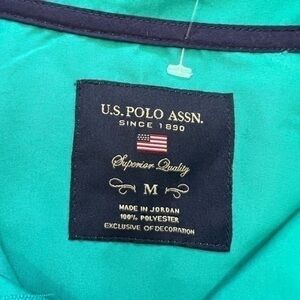 U.S. POLO ASSN.
SINCE 1890
Superior Quality
M
MADE IN JORDAN
100% POLYESTER
EXCLUSIVE OF DECORATION